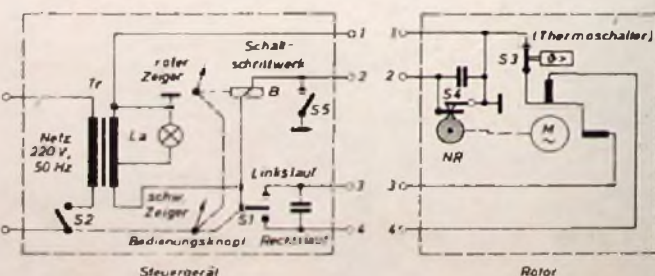 Tr
Netz
220 V,
50 Hz
S2
La
roter
Zeiger
schw.
Zeiger
Schalt-
schrittwerk
B
S5
Linkslauf
S1
Rechtslauf
Bedienungsknopf
1
2
3
4
Steuergerät
1
2
3
4
S4
NR
S3
(Thermoschalter)
ϑ>
M
Rotor